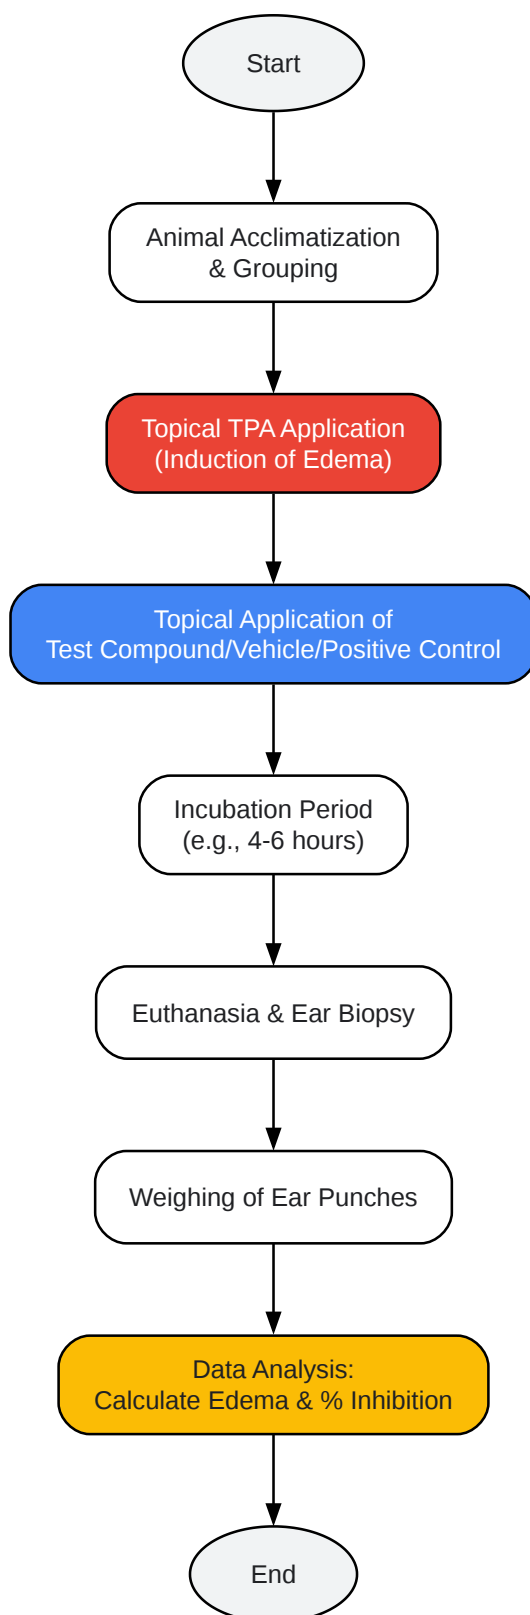 Start
Animal Acclimatization
& Grouping
Topical TPA Application
(Induction of Edema)
Topical Application of
Test Compound/Vehicle/Positive Control
Incubation Period
(e.g., 4-6 hours)
Euthanasia & Ear Biopsy
Weighing of Ear Punches
Data Analysis:
Calculate Edema & % Inhibition
End